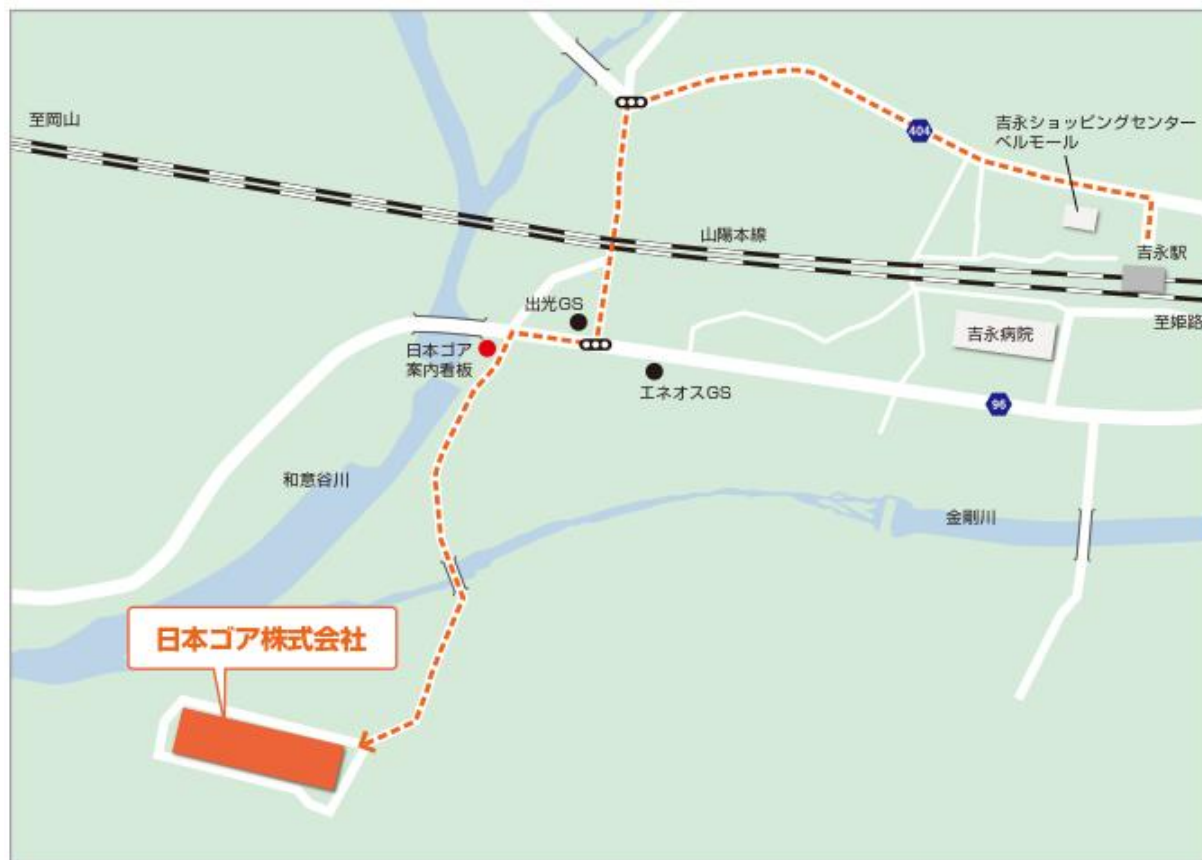 至岡山
404
吉永ショッピングセンター
ベルモール
山陽本線
吉永駅
出光GS
至姫路
吉永病院
日本ゴア
案内看板
エネオスGS
96
和意谷川
金剛川
日本ゴア株式会社